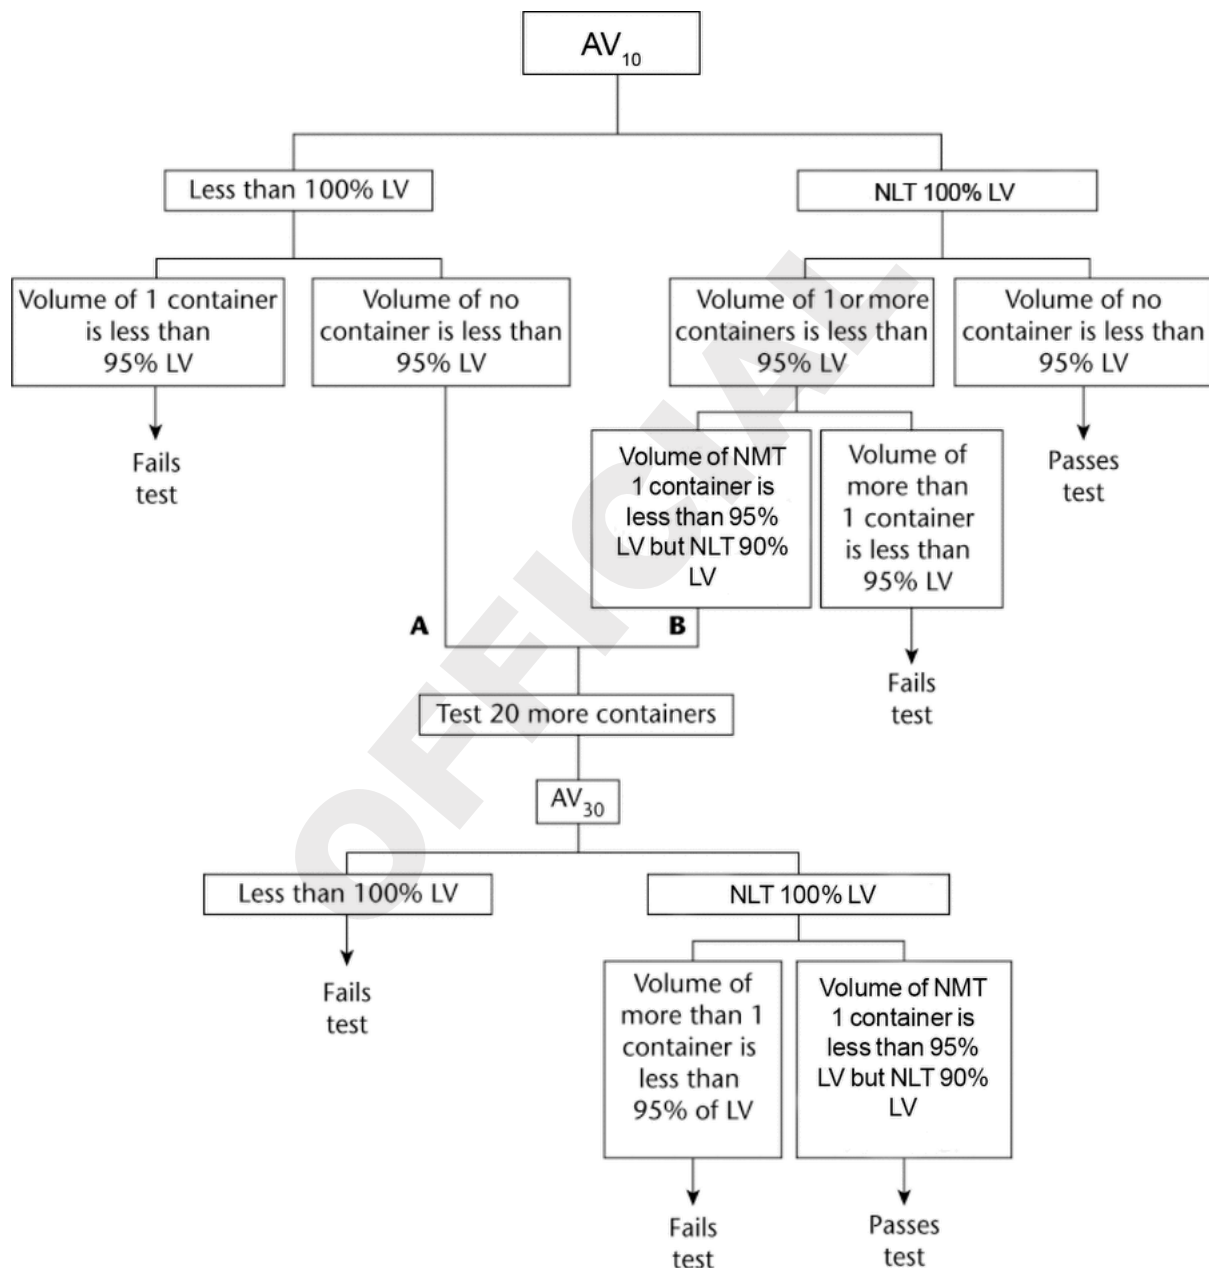 AV10
Less than 100% LV
NLT 100% LV
Volume of 1 container
is less than
95% LV
Volume of no
container is less than
95% LV
Volume of 1 or more
containers is less than
95% LV
Volume of no
container is less than
95% LV
Fails
test
Volume of NMT
1 container is
less than 95%
LV but NLT 90%
LV
Volume of
more than
1 container
is less than
95% LV
Passes
test
A
B
Fails
test
Test 20 more containers
AV30
Less than 100% LV
NLT 100% LV
Fails
test
Volume of
more than 1
container is
less than
95% of LV
Volume of NMT
1 container is
less than 95%
LV but NLT 90%
LV
Fails
test
Passes
test
OFFICIAL